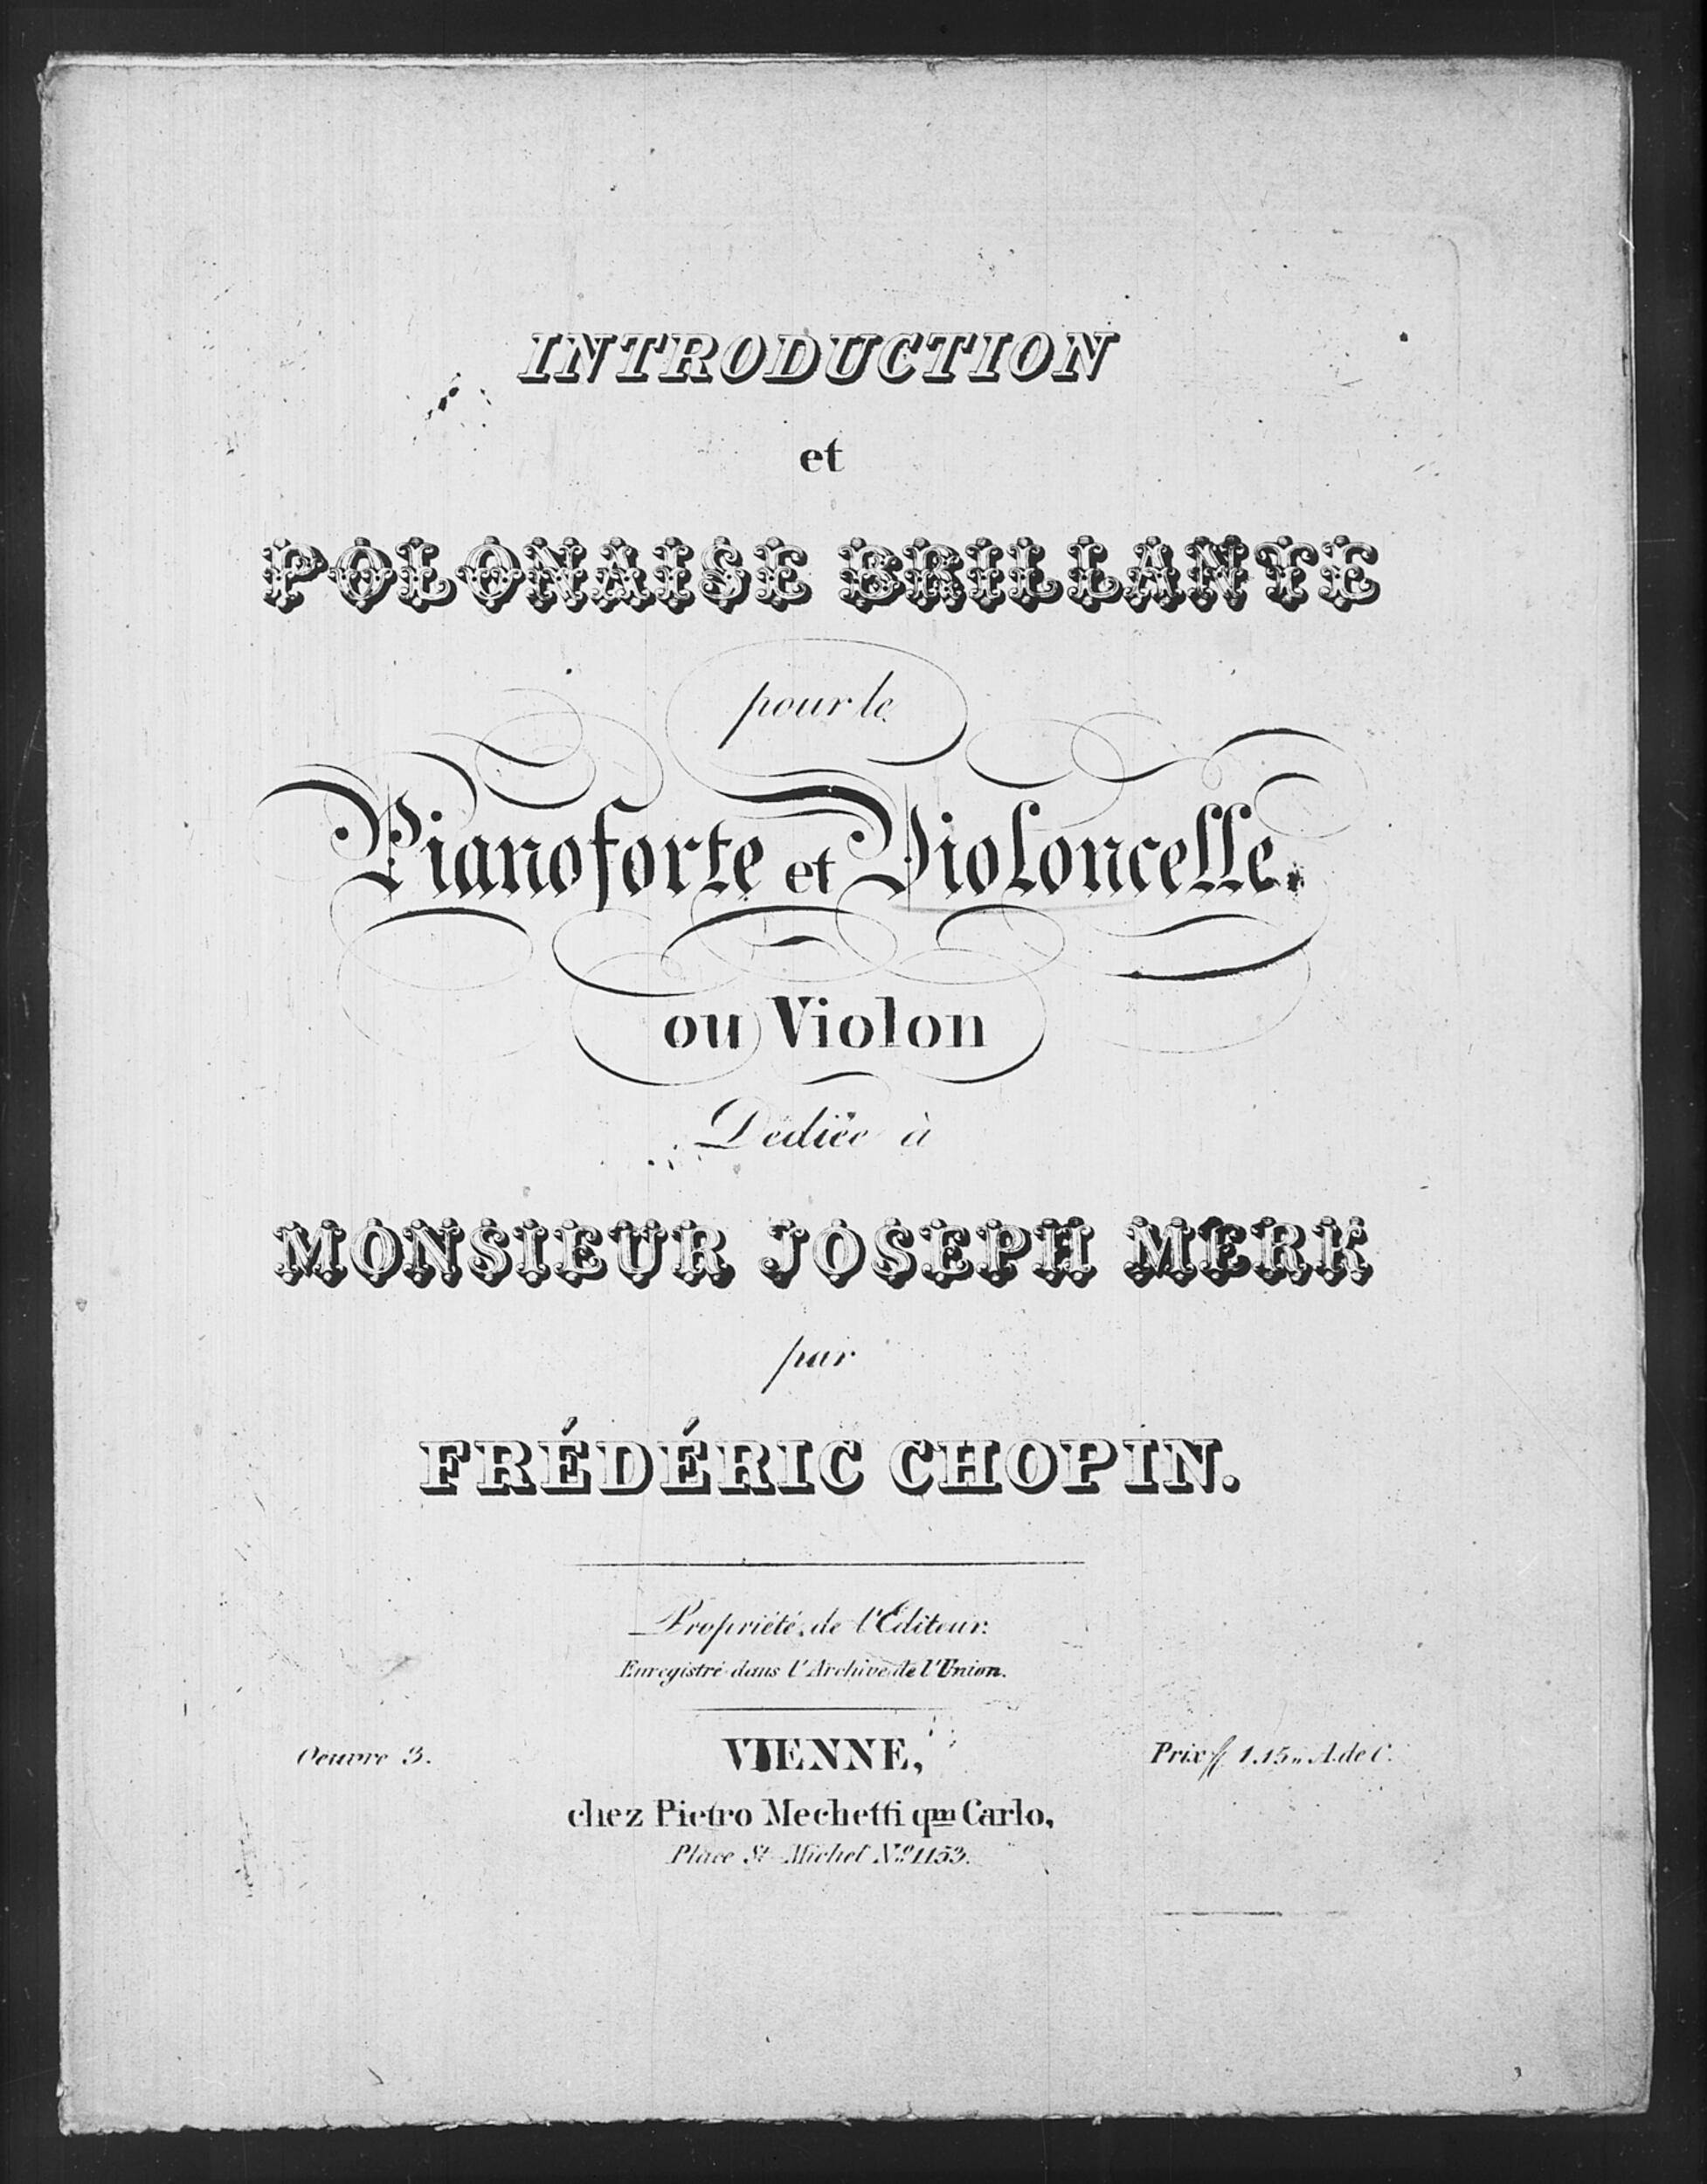 INTRODUCTION
et
POLONAISE BRILLANTE
pour le
Pianoforte et Violoncelle.
ou Violon
Dediée à
MONSIEUR JOSEPH MERK
par
FRÉDÉRIC CHOPIN.
Propriété de l'Editeur.
Enregistré dans l'Archive de l'Union.
Oeuvre 3.
VIENNE,
Prix f 1.15,, A. de C.
chez Pietro Mechetti qm Carlo,
Place St Michel No 1153.